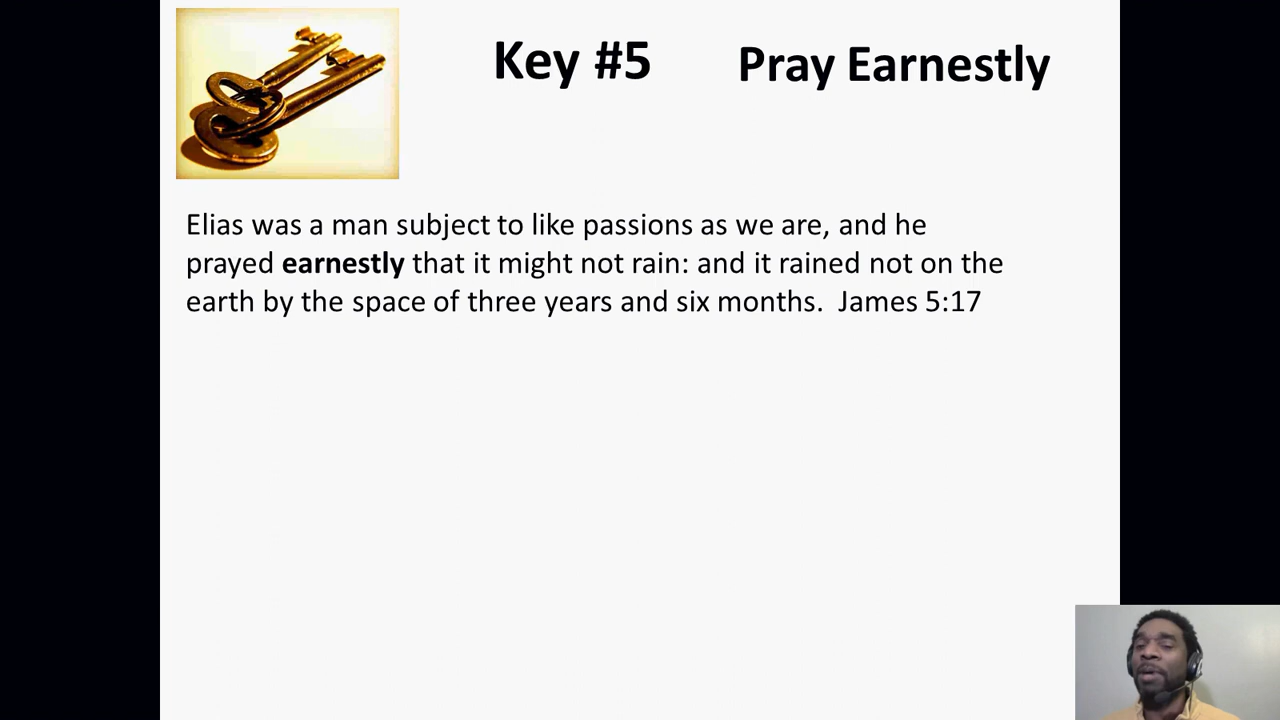 Key #5 Pray Earnestly
Elias was a man subject to like passions as we are, and he
prayed earnestly that it might not rain: and it rained not on the
earth by the space of three years and six months.  James 5:17